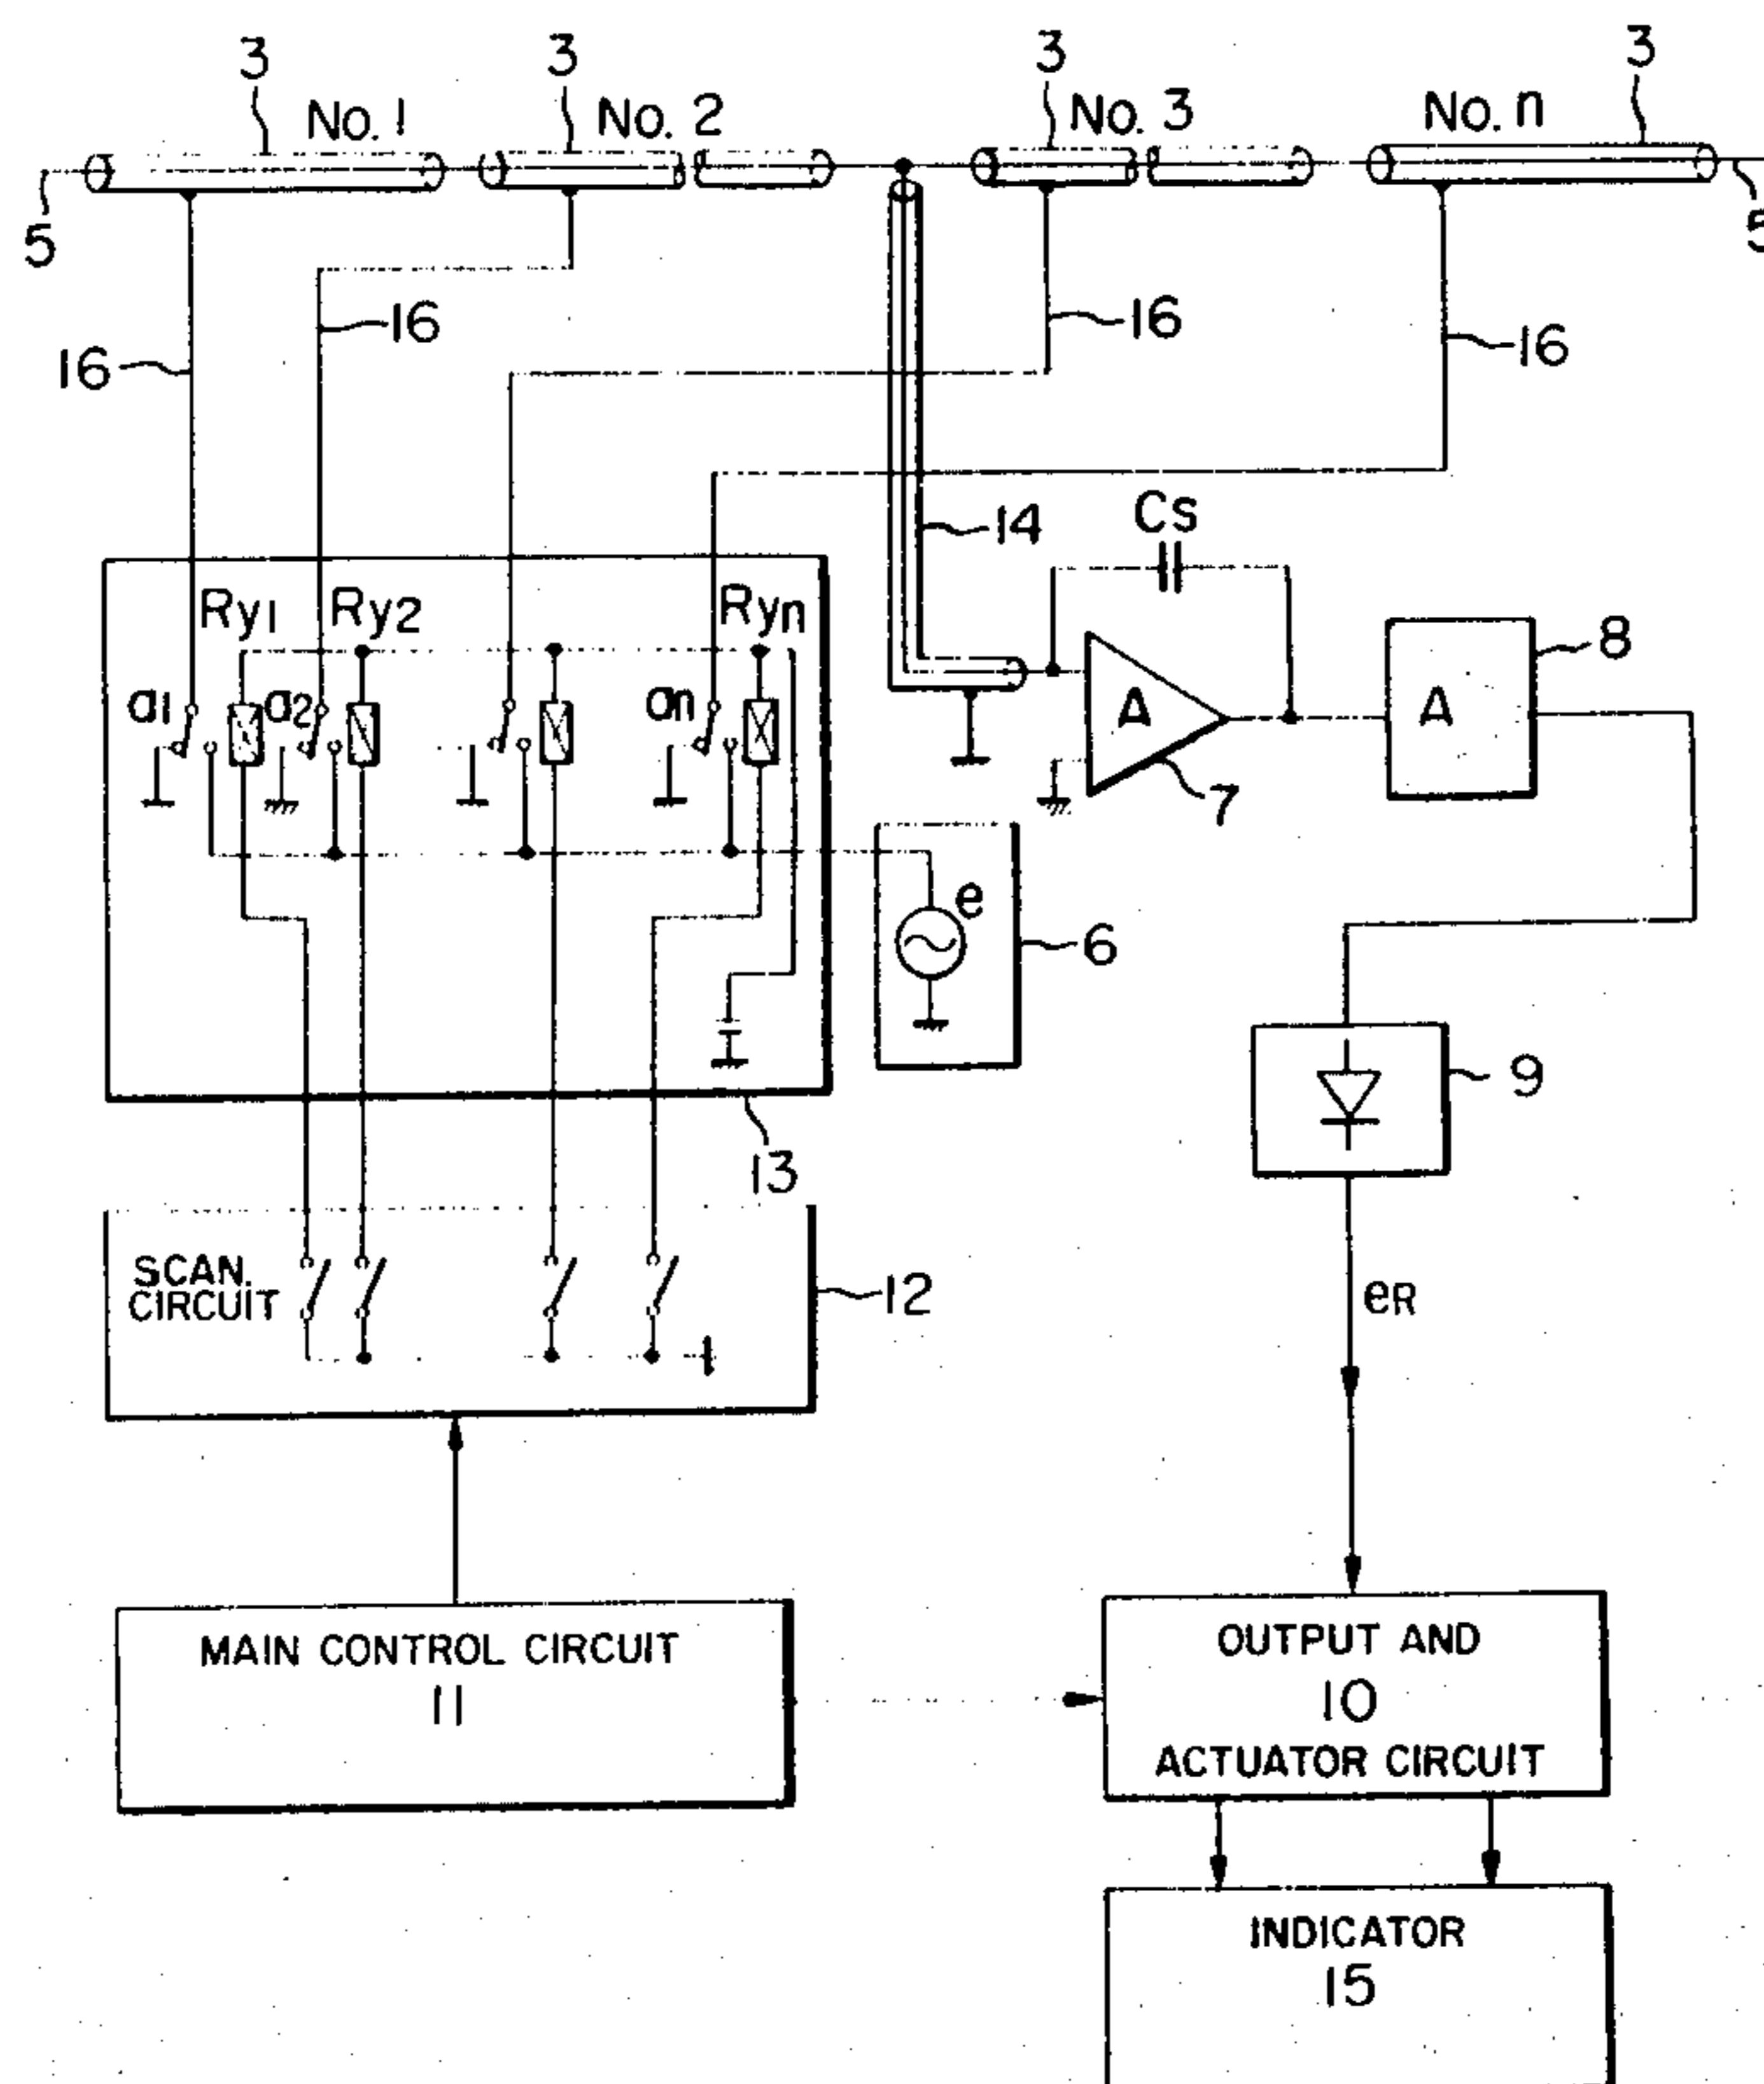 3 3 3 3
No. 1 No. 2 No. 3 No. n
5 5
16 16 16 16
14 Cs
Ry1 Ry2 Ryn
a1 a2 an
A A 8
7
e
6
9
13
SCAN.
CIRCUIT
12
eR
MAIN CONTROL CIRCUIT
11
OUTPUT AND
10
ACTUATOR CIRCUIT
INDICATOR
15